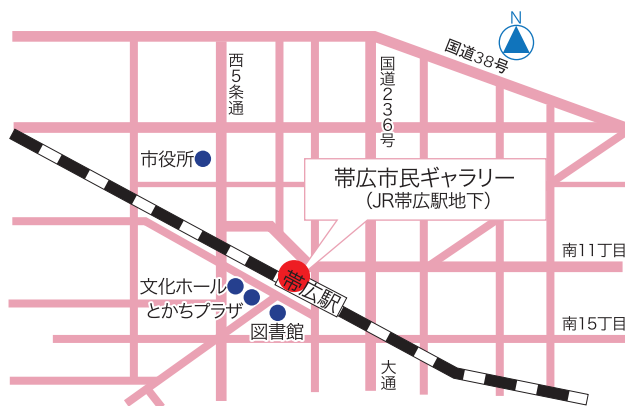 N
国道38号
西5条通
国道236号
市役所
帯広市民ギャラリー
(JR帯広駅地下)
南11丁目
帯広駅
文化ホール
とかちプラザ
図書館
南15丁目
大通